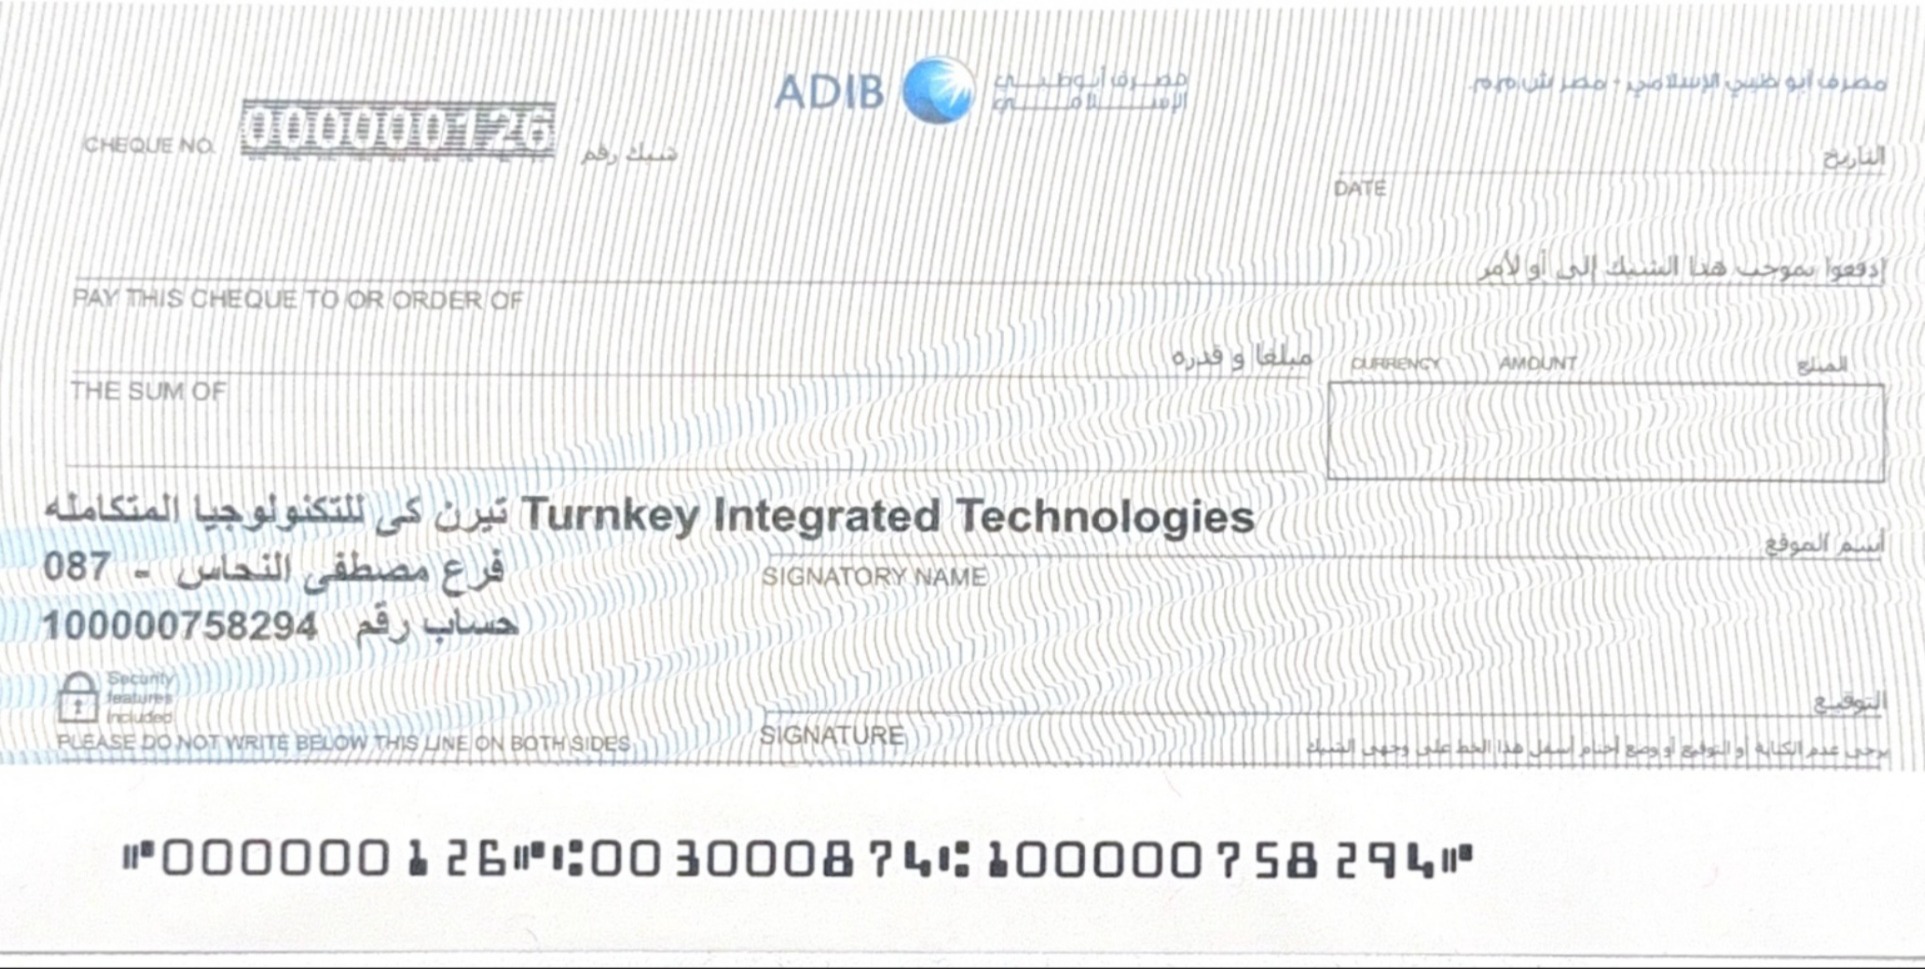 ADIB مصرف أبوظبي الإسلامي
مصرف أبو ظبي الإسلامي - مصر ش.م.م.
CHEQUE NO. 000000126 شيك رقم
التاريخ
DATE
إدفعوا بموجب هذا الشيك إلى أو لأمر
PAY THIS CHEQUE TO OR ORDER OF
مبلغا و قدره
CURRENCY AMOUNT المبلغ
THE SUM OF
تيرن كى للتكنولوجيا المتكامله Turnkey Integrated Technologies
أسم الموقع
فرع مصطفى النحاس - 087
SIGNATORY NAME
حساب رقم 100000758294
Security
features
included
التوقيع
SIGNATURE
PLEASE DO NOT WRITE BELOW THIS LINE ON BOTH SIDES
يرجى عدم الكتابة أو التوقيع أو وضع أختام أسفل هذا الخط على وجهى الشيك
⑈000000126⑈⑆003000874⑆100000758294⑈